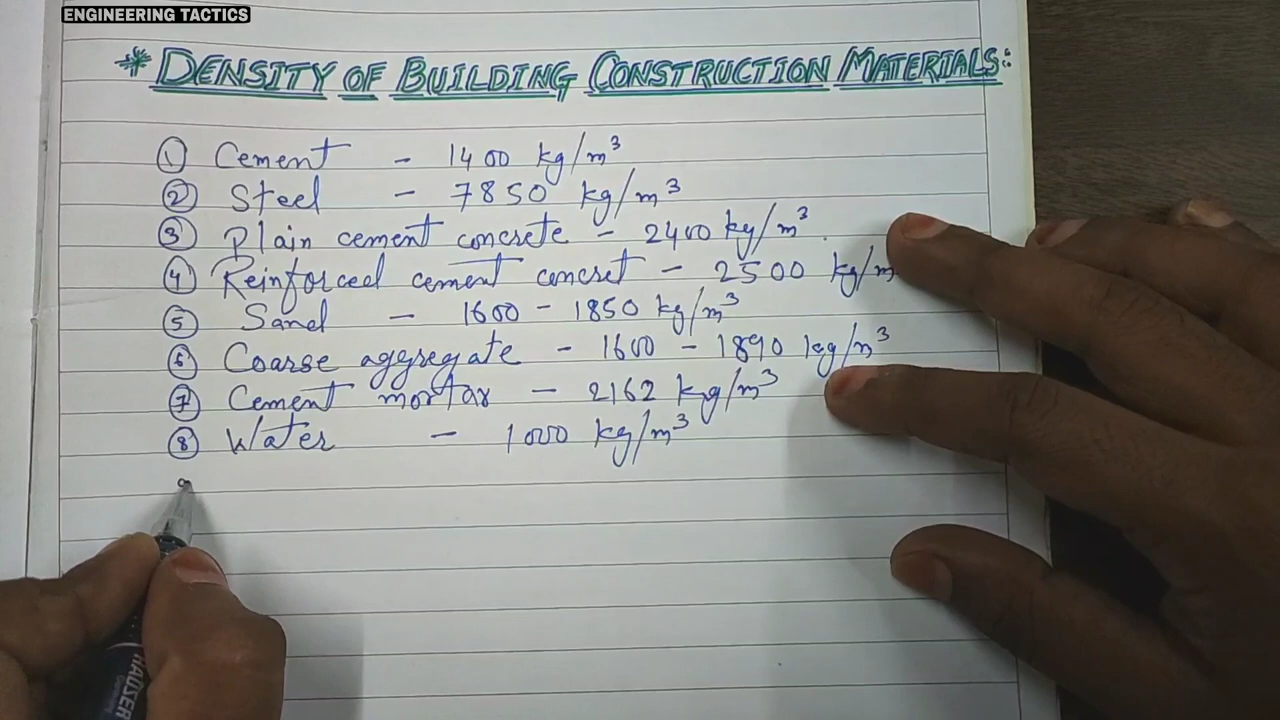 ENGINEERING TACTICS
* DENSITY OF BUILDING CONSTRUCTION MATERIALS:
① Cement - 1400 kg/m³
② Steel - 7850 kg/m³
③ Plain cement concrete - 2400 kg/m³.
④ Reinforced cement concret - 2500 kg/m
⑤ Sand - 1600 - 1850 kg/m³
⑥ Coarse aggregate - 1600 - 1890 kg/m³
⑦ Cement mortar - 2162 kg/m³
⑧ Water - 1000 kg/m³
HAUSER